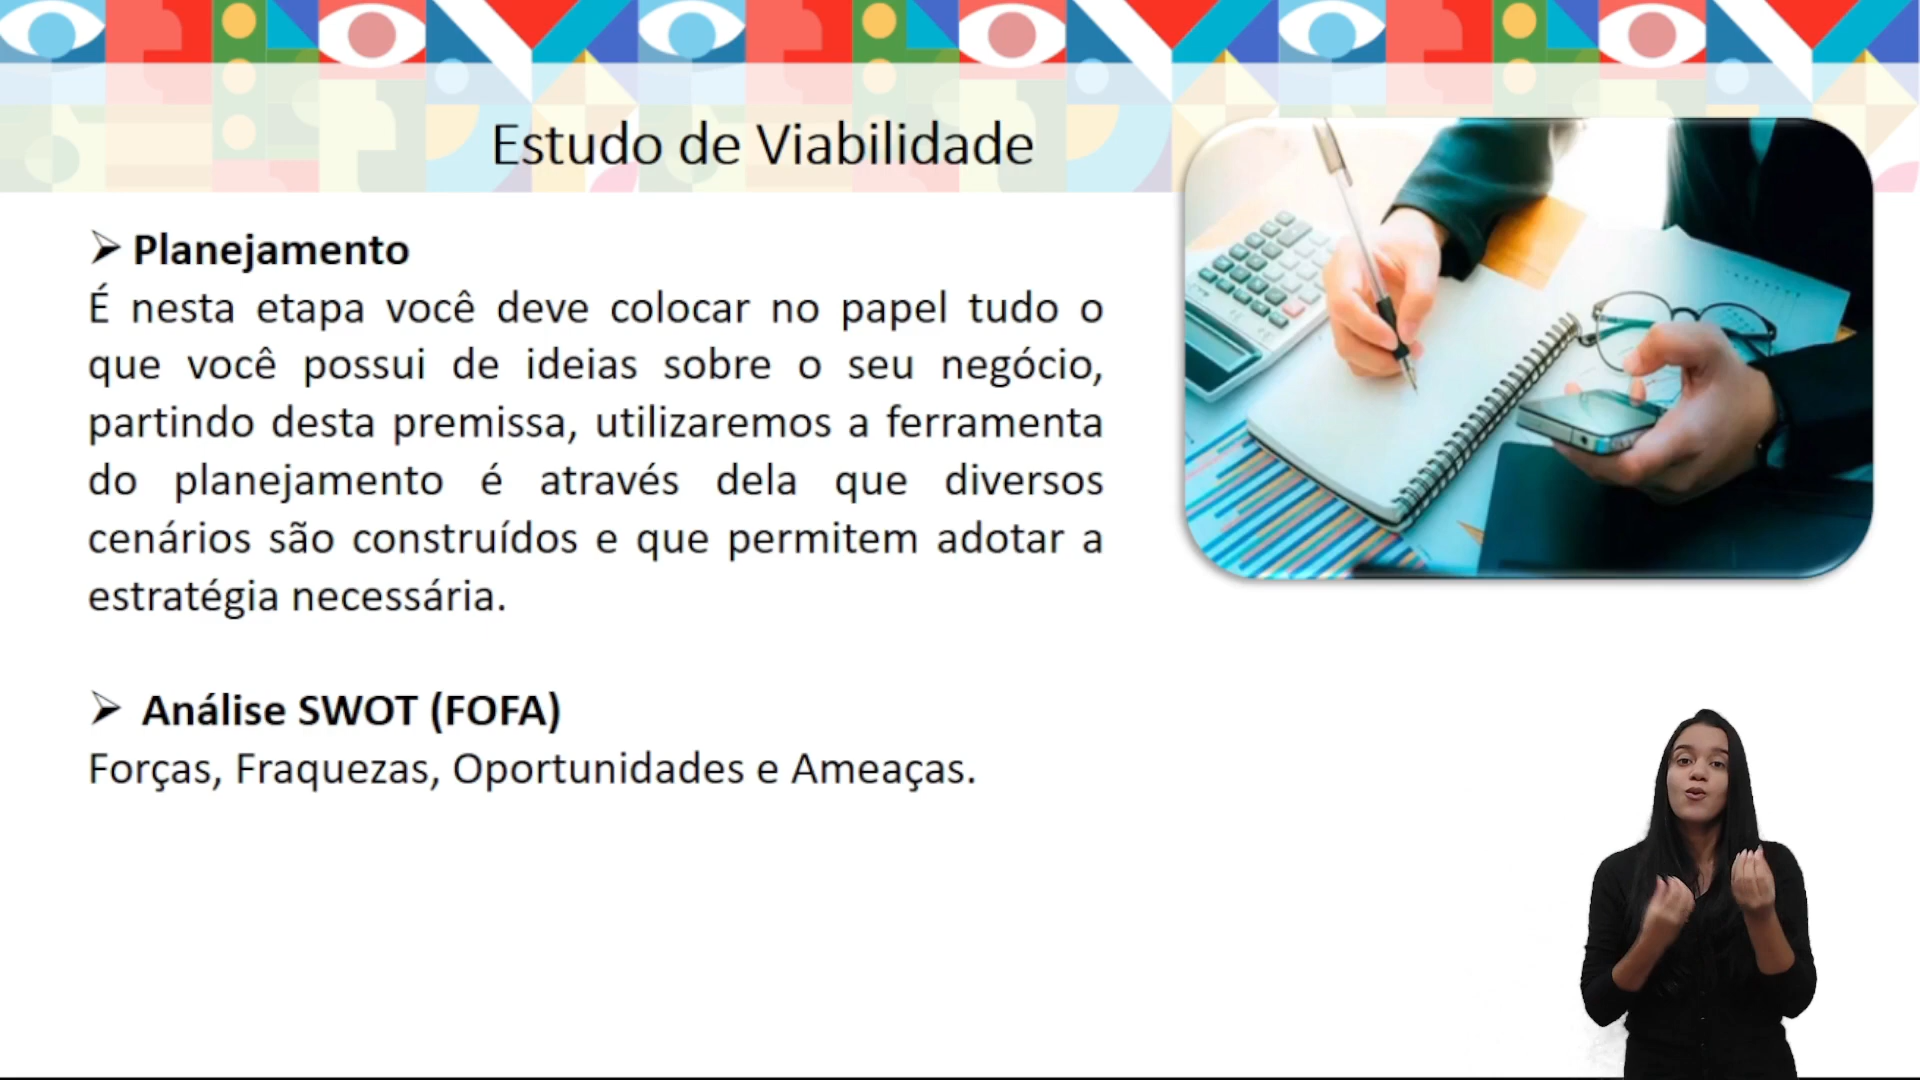 Estudo de Viabilidade
➢ Planejamento
É nesta etapa você deve colocar no papel tudo o
que você possui de ideias sobre o seu negócio,
partindo desta premissa, utilizaremos a ferramenta
do planejamento é através dela que diversos
cenários são construídos e que permitem adotar a
estratégia necessária.
➢ Análise SWOT (FOFA)
Forças, Fraquezas, Oportunidades e Ameaças.